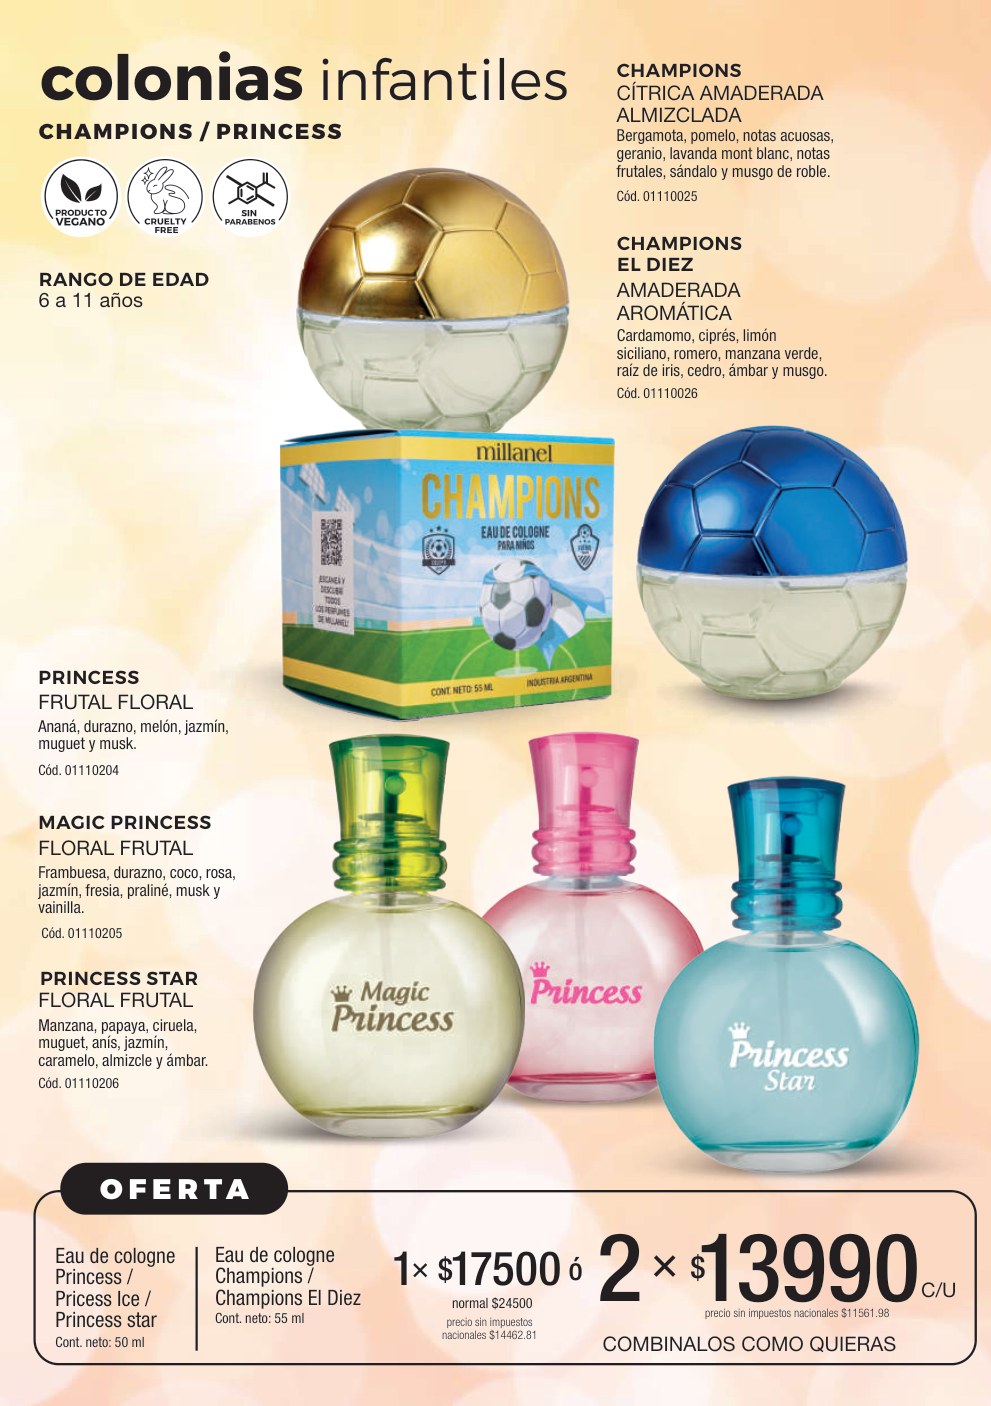 colonias infantiles
CHAMPIONS / PRINCESS
PRODUCTO
VEGANO
CRUELTY
FREE
SIN
PARABENOS
RANGO DE EDAD
6 a 11 años
CHAMPIONS
CÍTRICA AMADERADA
ALMIZCLADA
Bergamota, pomelo, notas acuosas,
geranio, lavanda mont blanc, notas
frutales, sándalo y musgo de roble.
Cód. 01110025
CHAMPIONS
EL DIEZ
AMADERADA
AROMÁTICA
Cardamomo, ciprés, limón
siciliano, romero, manzana verde,
raíz de iris, cedro, ámbar y musgo.
Cód. 01110026
millanel
CHAMPIONS
EAU DE COLOGNE
PARA NIÑOS
¡ESCANEÁ Y
DESCUBRÍ
TODOS
LOS PERFUMES
DE MILLANEL!
CONT. NETO: 55 ML
INDUSTRIA ARGENTINA
PRINCESS
FRUTAL FLORAL
Ananá, durazno, melón, jazmín,
muguet y musk.
Cód. 01110204
MAGIC PRINCESS
FLORAL FRUTAL
Frambuesa, durazno, coco, rosa,
jazmín, fresia, praliné, musk y
vainilla.
Cód. 01110205
PRINCESS STAR
FLORAL FRUTAL
Manzana, papaya, ciruela,
muguet, anís, jazmín,
caramelo, almizcle y ámbar.
Cód. 01110206
Magic
Princess
Princess
Princess
Star
OFERTA
Eau de cologne
Princess /
Pricess Ice /
Princess star
Cont. neto: 50 ml
Eau de cologne
Champions /
Champions El Diez
Cont. neto: 55 ml
1× $17500 ó
normal $24500
precio sin impuestos
nacionales $14462.81
2 × $13990 C/U
precio sin impuestos nacionales $11561.98
COMBINALOS COMO QUIERAS